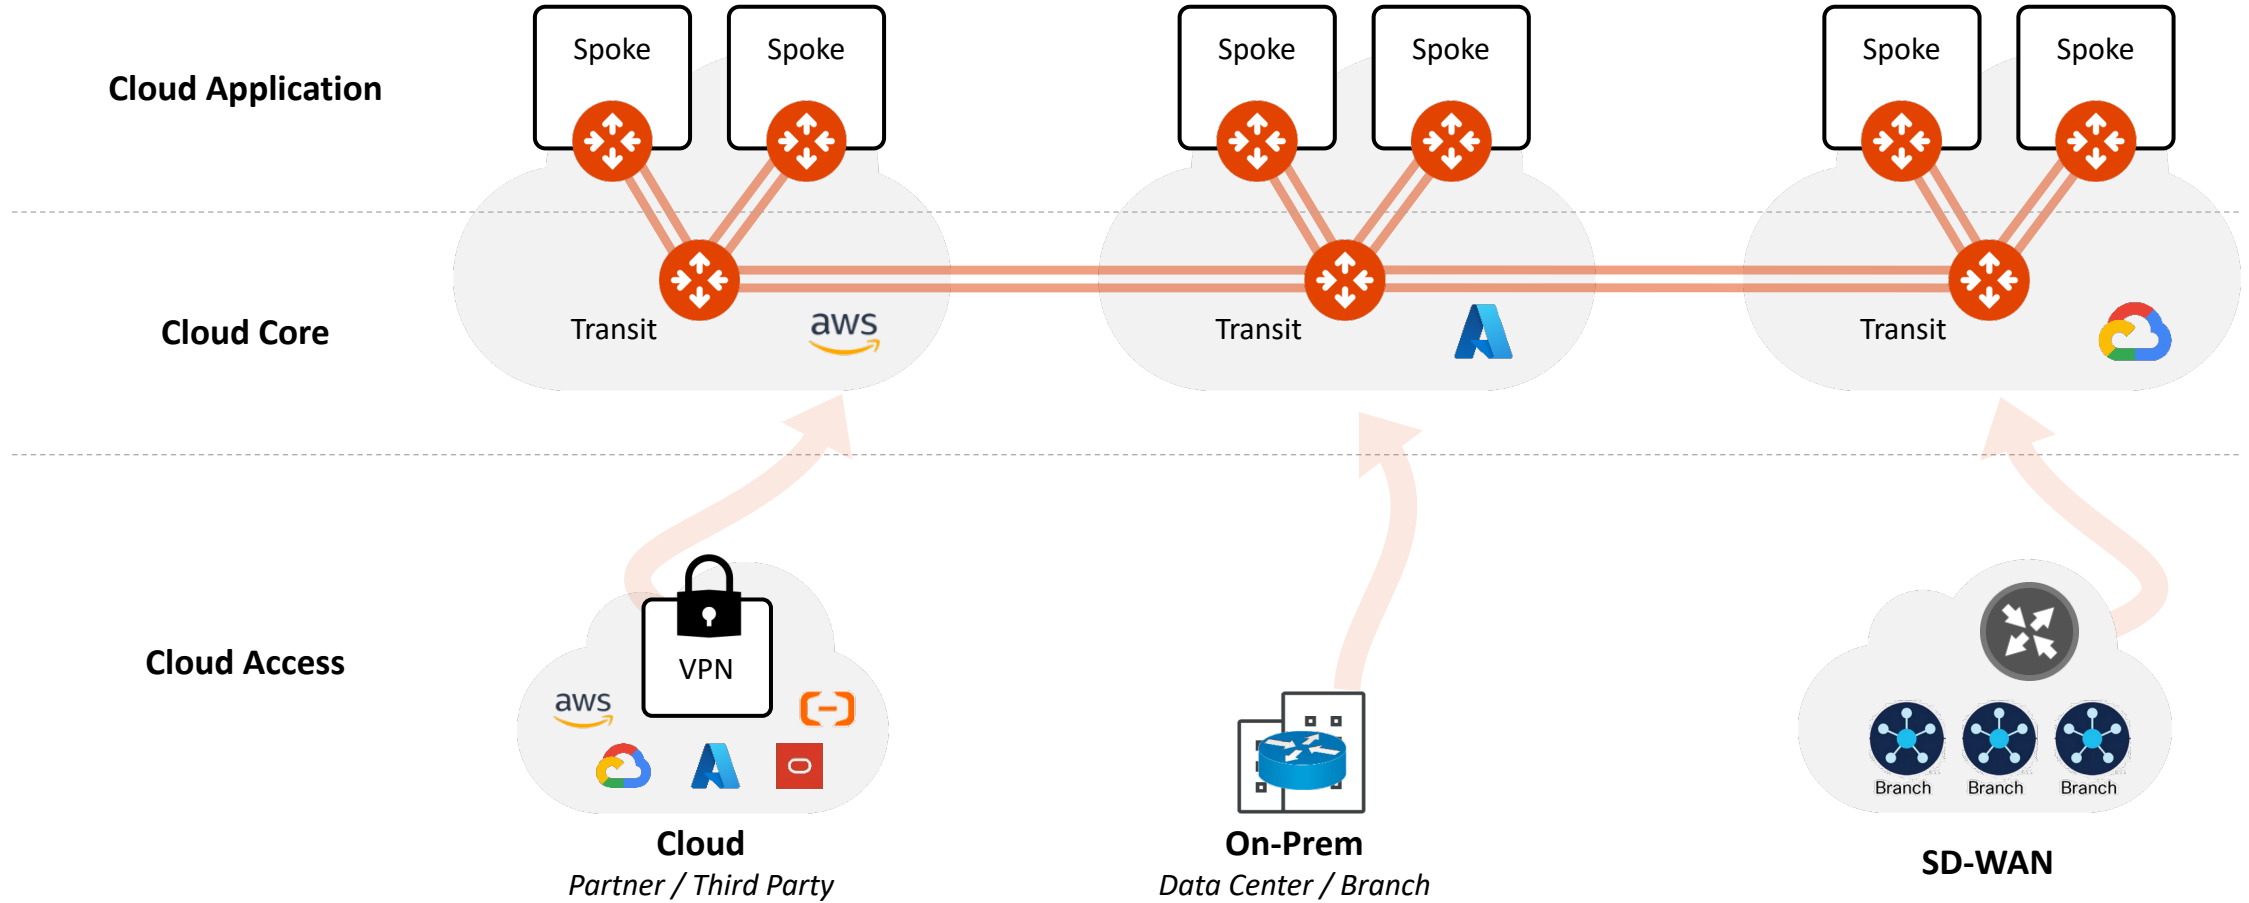 Spoke
Spoke
Spoke
Spoke
Spoke
Spoke
Cloud Application
Cloud Core
Transit
aws
Transit
Transit
Cloud Access
VPN
aws
Branch
Branch
Branch
Cloud
Partner / Third Party
On-Prem
Data Center / Branch
SD-WAN